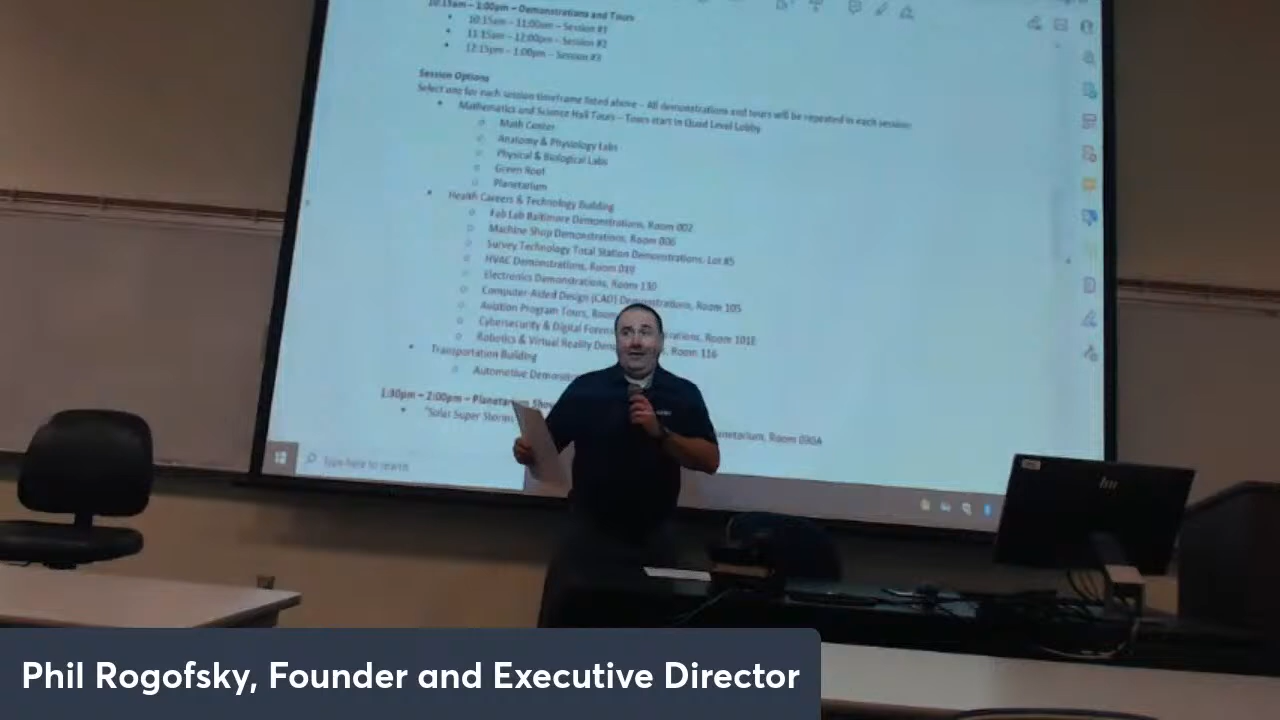 10:15am – 1:00pm – Demonstrations and Tours
10:15am – 11:00am – Session #1
11:15am – 12:00pm – Session #2
12:15pm – 1:00pm – Session #3
Session Options
Select one for each session timeframe listed above – All demonstrations and tours will be repeated in each session
Mathematics and Science Hall Tours – Tours start in Quad Level Lobby
Math Center
Anatomy & Physiology Labs
Physical & Biological Labs
Green Roof
Planetarium
Health Careers & Technology Building
Fab Lab Baltimore Demonstrations, Room 002
Machine Shop Demonstrations, Room 006
Survey Technology Total Station Demonstrations, Lot #5
HVAC Demonstrations, Room 010
Electronics Demonstrations, Room 130
Computer-Aided Design (CAD) Demonstrations, Room 105
Aviation Program Tours,
Cybersecurity & Digital Room 101E
Robotics & Virtual Reality Room 116
Transportation Building
Automotive
1:30pm – 2:00pm – Planetarium Show
"Solar Super Storms Room 090A
Type here to search
hp
Phil Rogofsky, Founder and Executive Director